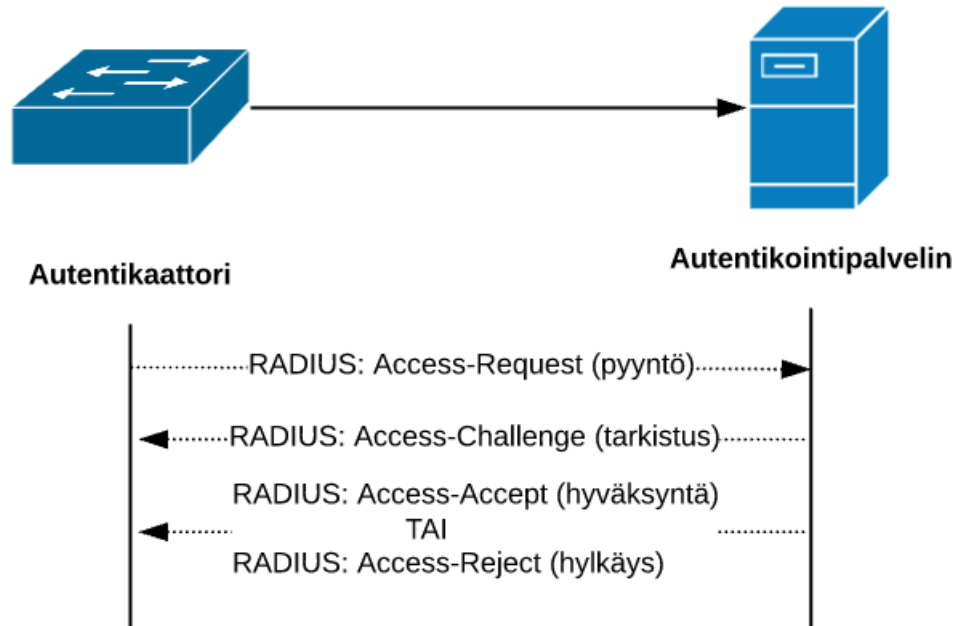 Autentikaattori
Autentikointipalvelin
RADIUS: Access-Request (pyyntö)
RADIUS: Access-Challenge (tarkistus)
RADIUS: Access-Accept (hyväksyntä)
TAI
RADIUS: Access-Reject (hylkäys)